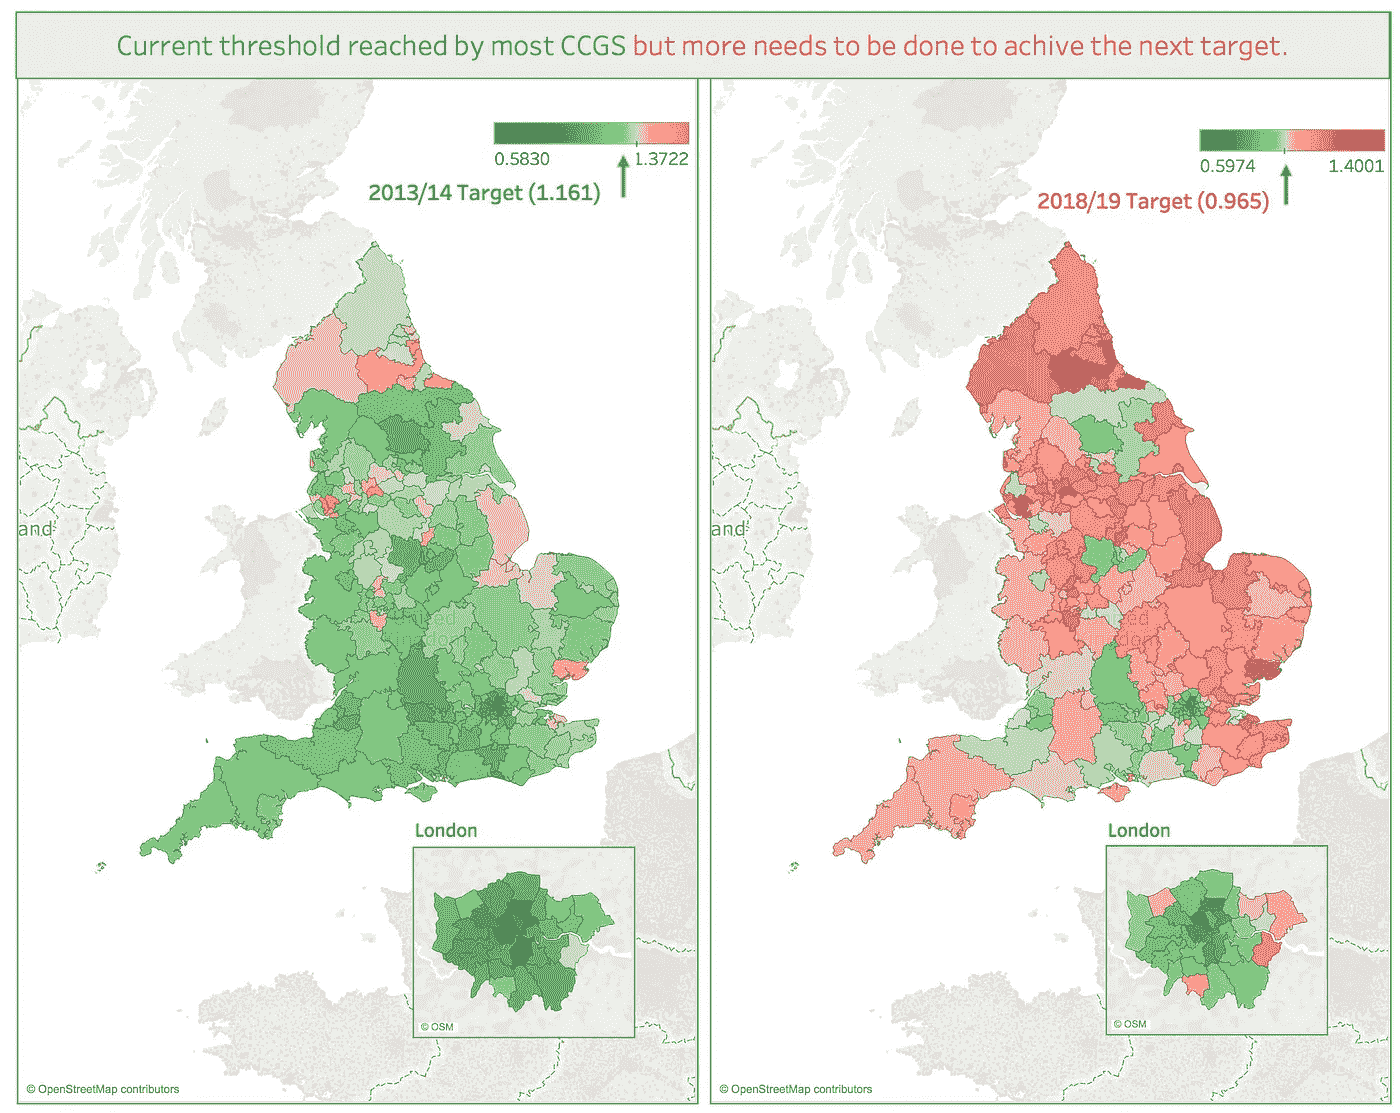 Current threshold reached by most CCGS but more needs to be done to achive the next target.
0.5830
1.3722
2013/14 Target (1.161)
and
London
© OSM
© OpenStreetMap contributors
0.5974
1.4001
2018/19 Target (0.965)
and
London
© OSM
© OpenStreetMap contributors